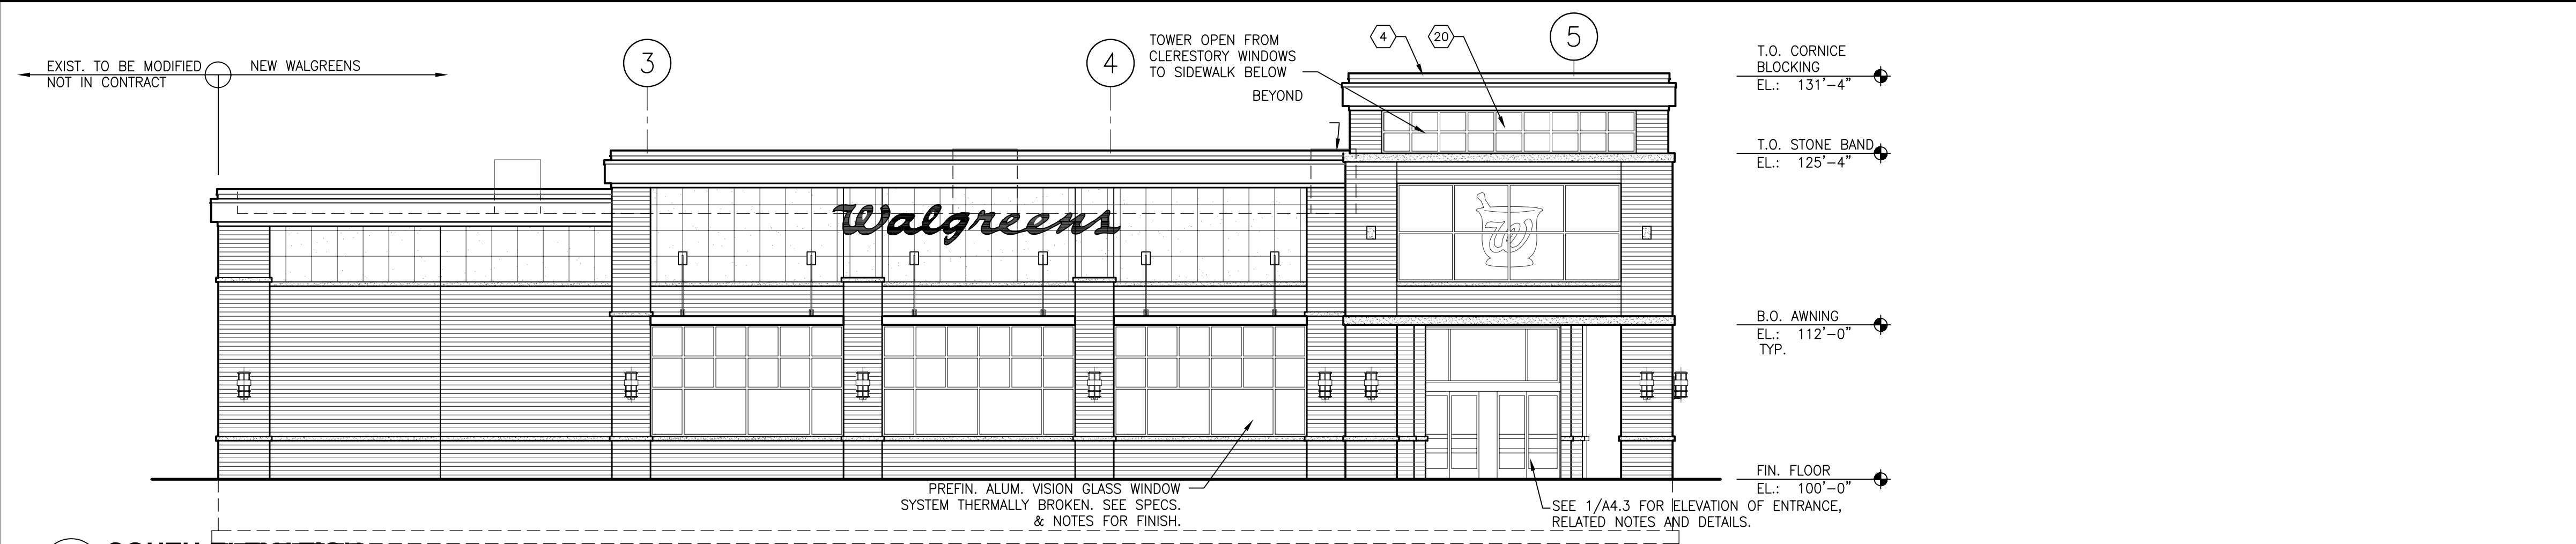 EXIST. TO BE MODIFIED
NOT IN CONTRACT
NEW WALGREENS
3
4
TOWER OPEN FROM
CLERESTORY WINDOWS
TO SIDEWALK BELOW
BEYOND
4
20
5
T.O. CORNICE
BLOCKING
EL.: 131'-4"
T.O. STONE BAND
EL.: 125'-4"
Walgreens
W
B.O. AWNING
EL.: 112'-0"
TYP.
FIN. FLOOR
EL.: 100'-0"
PREFIN. ALUM. VISION GLASS WINDOW
SYSTEM THERMALLY BROKEN. SEE SPECS.
& NOTES FOR FINISH.
SEE 1/A4.3 FOR ELEVATION OF ENTRANCE,
RELATED NOTES AND DETAILS.
SOUTH ELEVATION